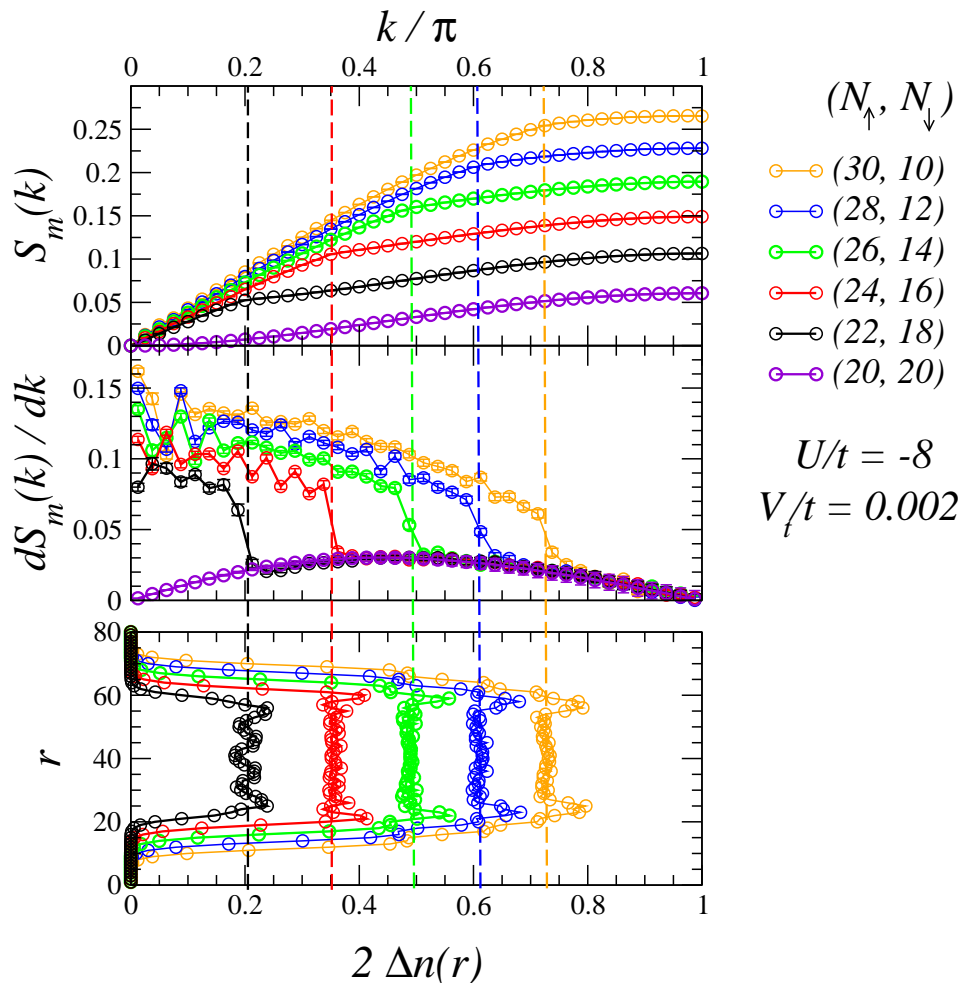 k / π
0 0.2 0.4 0.6 0.8 1
S_m(k)
0.25
0.2
0.15
0.1
0.05
0
dS_m(k) / dk
0.15
0.1
0.05
0
r
80
60
40
20
0
0 0.2 0.4 0.6 0.8 1
2 Δn(r)
(N↑, N↓)
(30, 10)
(28, 12)
(26, 14)
(24, 16)
(22, 18)
(20, 20)
U/t = -8
V_t/t = 0.002